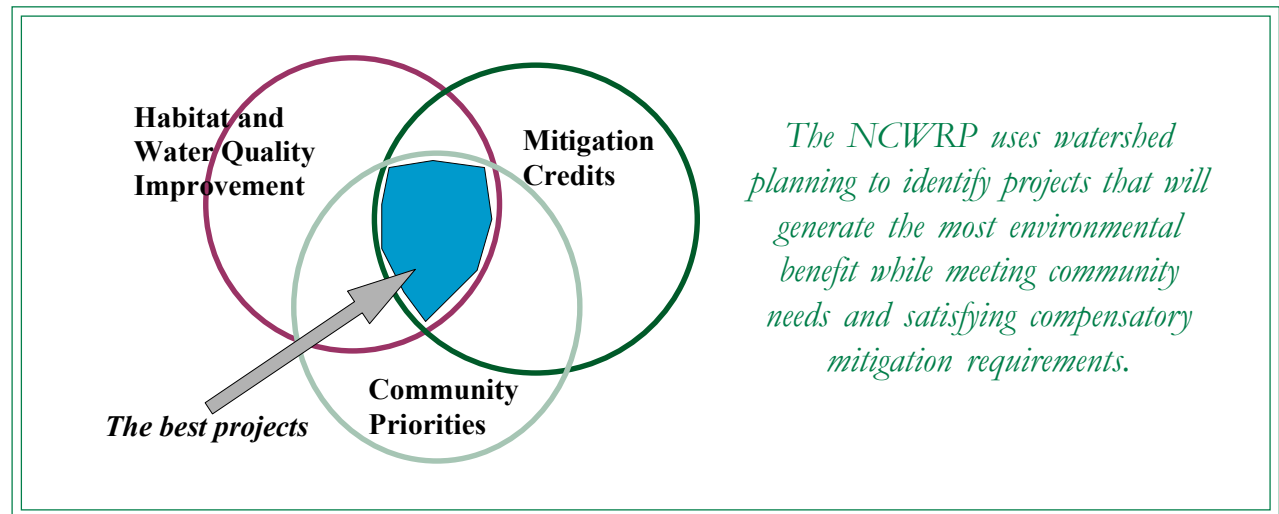 Habitat and
Water Quality
Improvement
Mitigation
Credits
Community
Priorities
The best projects
The NCWRP uses watershed
planning to identify projects that will
generate the most environmental
benefit while meeting community
needs and satisfying compensatory
mitigation requirements.